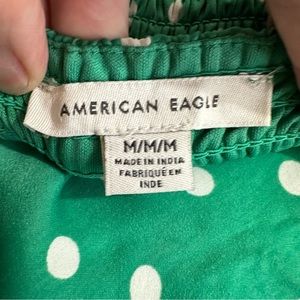 AMERICAN EAGLE
M/M/M
MADE IN INDIA
FABRIQUÉ EN
INDE